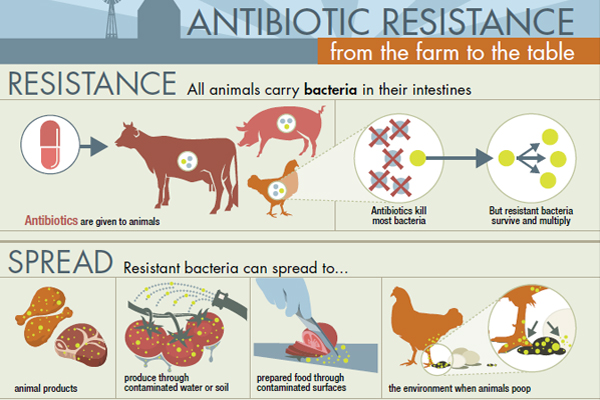 ANTIBIOTIC RESISTANCE
from the farm to the table
RESISTANCE All animals carry bacteria in their intestines
Antibiotics are given to animals
Antibiotics kill
most bacteria
But resistant bacteria
survive and multiply
SPREAD Resistant bacteria can spread to…
animal products
produce through
contaminated water or soil
prepared food through
contaminated surfaces
the environment when animals poop